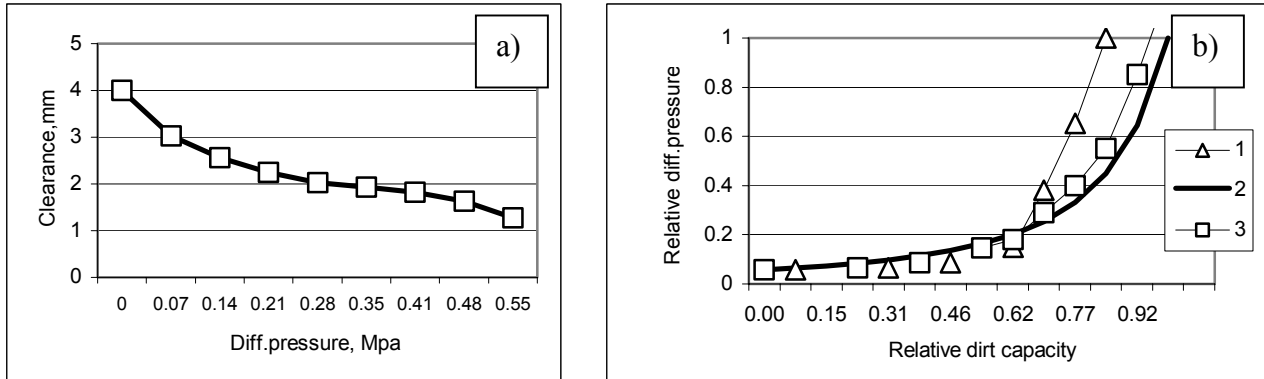 a)
5
4
3
2
1
0
Clearance,mm
0 0.07 0.14 0.21 0.28 0.35 0.41 0.48 0.55
Diff.pressure, Mpa
b)
1
0.8
0.6
0.4
0.2
0
Relative diff.pressure
0.00 0.15 0.31 0.46 0.62 0.77 0.92
Relative dirt capacity
1
2
3